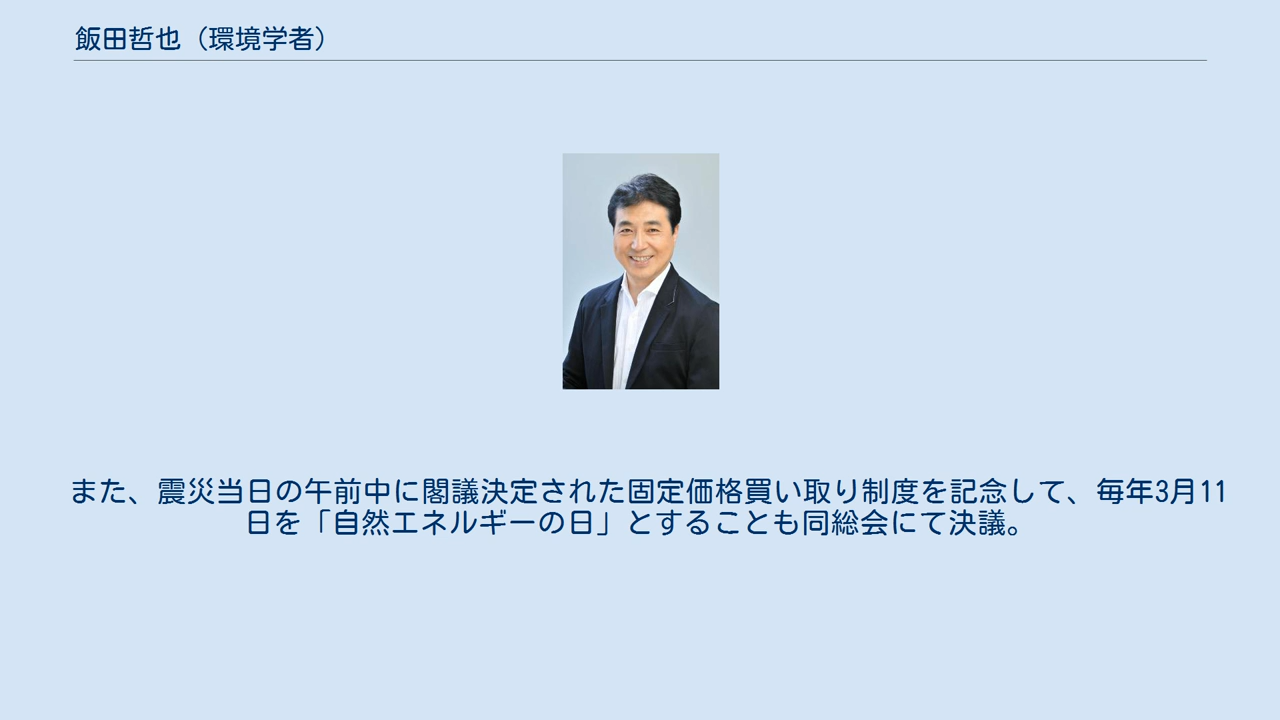 飯田哲也（環境学者）
また、震災当日の午前中に閣議決定された固定価格買い取り制度を記念して、毎年3月11
日を「自然エネルギーの日」とすることも同総会にて決議。